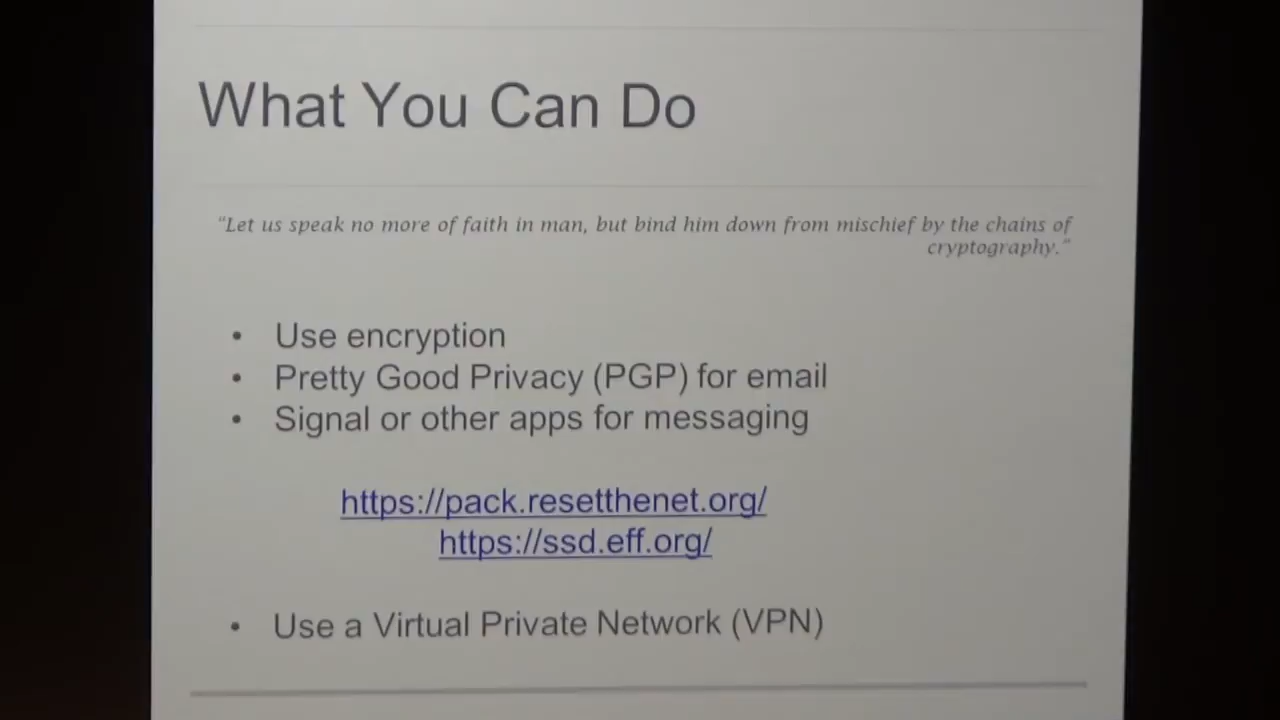 What You Can Do
“Let us speak no more of faith in man, but bind him down from mischief by the chains of
cryptography.”
• Use encryption
• Pretty Good Privacy (PGP) for email
• Signal or other apps for messaging
https://pack.resetthenet.org/
https://ssd.eff.org/
• Use a Virtual Private Network (VPN)